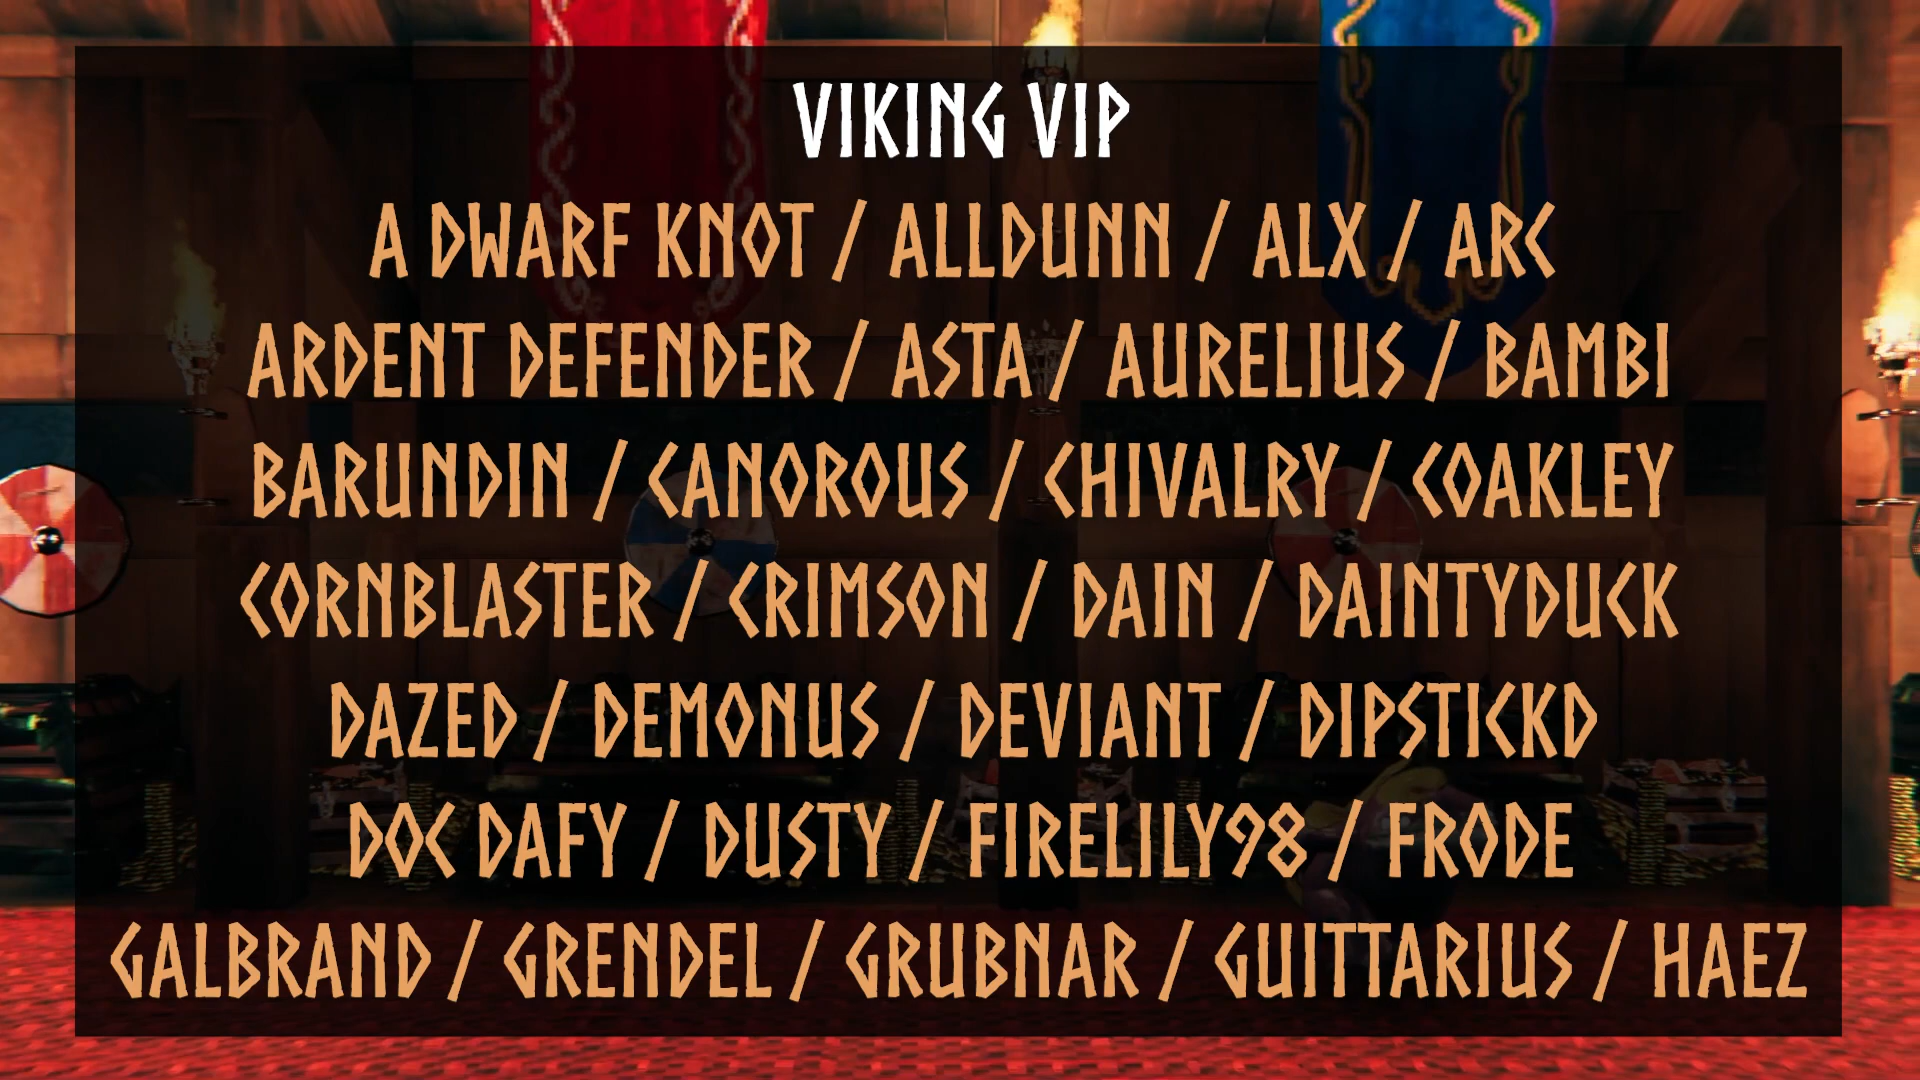 VIKING VIP
A DWARF KNOT / ALLDUNN / ALX / ARC
ARDENT DEFENDER / ASTA / AURELIUS / BAMBI
BARUNDIN / CANOROUS / CHIVALRY / COAKLEY
CORNBLASTER / CRIMSON / DAIN / DAINTYDUCK
DAZED / DEMONUS / DEVIANT / DIPSTICKD
DOC DAFY / DUSTY / FIRELILY98 / FRODE
GALBRAND / GRENDEL / GRUBNAR / GUITTARIUS / HAEZ